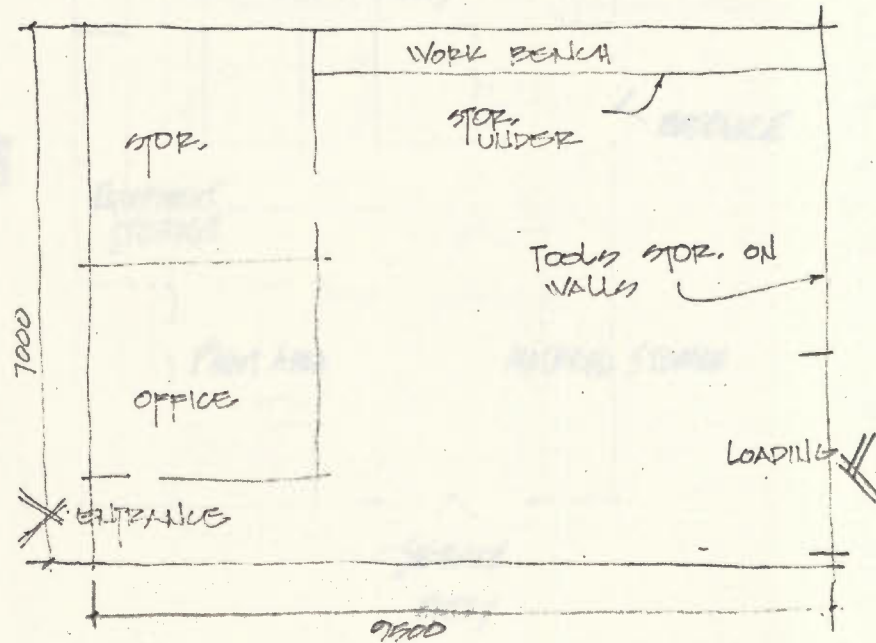 WORK BENCH
STOR.
STOR.
UNDER
TOOLS STOR. ON
WALLS
7000
OFFICE
LOADING
ENTRANCE
9500